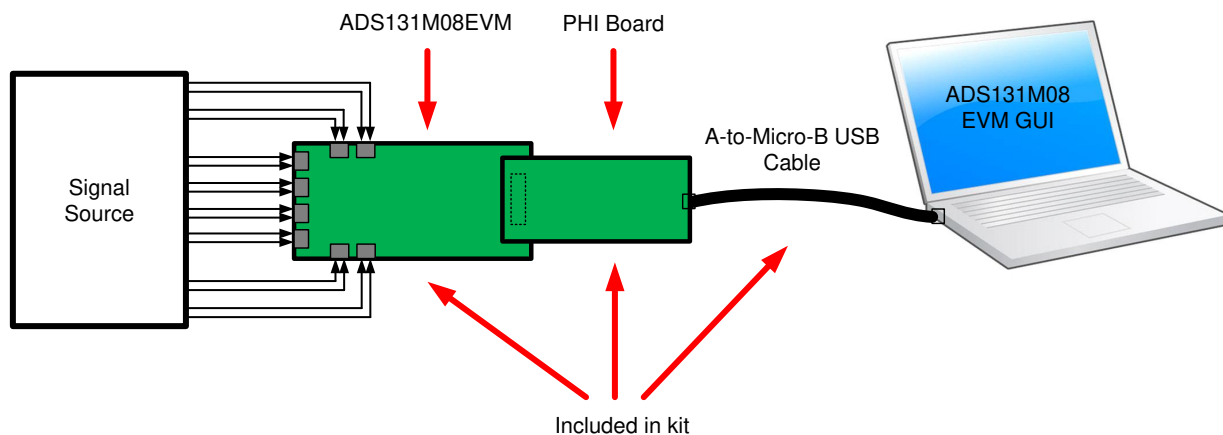 ADS131M08EVM
PHI Board
ADS131M08
EVM GUI
A-to-Micro-B USB
Cable
Signal
Source
Included in kit